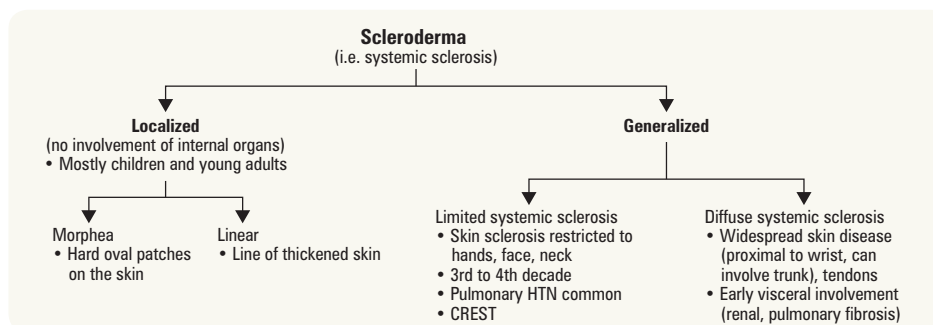 Scleroderma
(i.e. systemic sclerosis)
Localized
(no involvement of internal organs)
• Mostly children and young adults
Generalized
Morphea
• Hard oval patches
on the skin
Linear
• Line of thickened skin
Limited systemic sclerosis
• Skin sclerosis restricted to
hands, face, neck
• 3rd to 4th decade
• Pulmonary HTN common
• CREST
Diffuse systemic sclerosis
• Widespread skin disease
(proximal to wrist, can
involve trunk), tendons
• Early visceral involvement
(renal, pulmonary fibrosis)